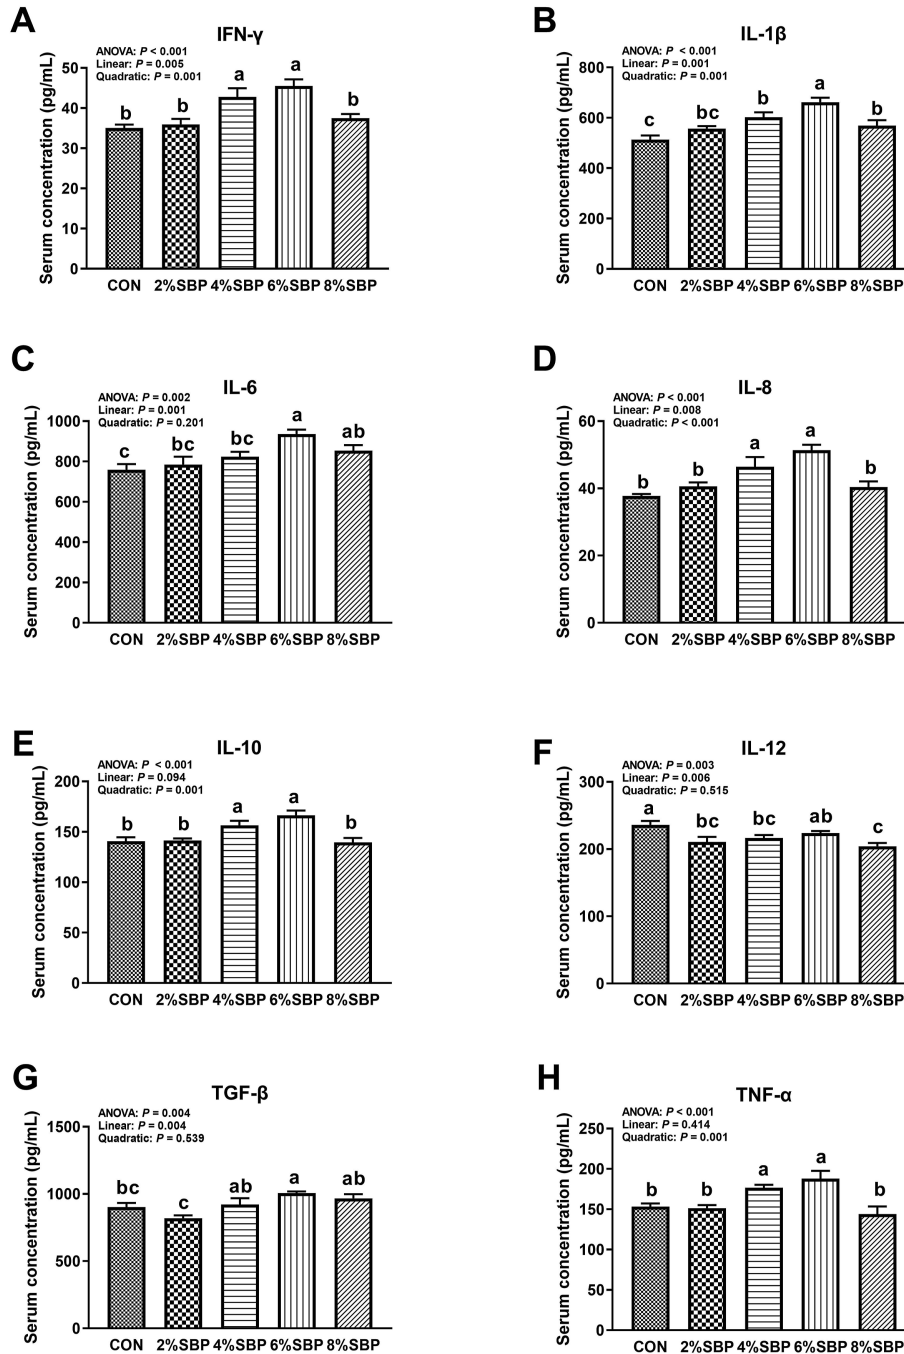 A
IFN-γ
ANOVA: P < 0.001
Linear: P = 0.005
Quadratic: P = 0.001
Serum concentration (pg/mL)
50
40
30
20
10
0
b
b
a
a
b
CON 2%SBP 4%SBP 6%SBP 8%SBP
B
IL-1β
ANOVA: P < 0.001
Linear: P = 0.001
Quadratic: P = 0.001
Serum concentration (pg/mL)
800
600
400
200
0
c
bc
b
a
b
CON 2%SBP 4%SBP 6%SBP 8%SBP
C
IL-6
ANOVA: P = 0.002
Linear: P = 0.001
Quadratic: P = 0.201
Serum concentration (pg/mL)
1000
800
600
400
200
0
c
bc
bc
a
ab
CON 2%SBP 4%SBP 6%SBP 8%SBP
D
IL-8
ANOVA: P < 0.001
Linear: P = 0.008
Quadratic: P < 0.001
Serum concentration (pg/mL)
60
40
20
0
b
b
a
a
b
CON 2%SBP 4%SBP 6%SBP 8%SBP
E
IL-10
ANOVA: P < 0.001
Linear: P = 0.094
Quadratic: P = 0.001
Serum concentration (pg/mL)
200
150
100
50
0
b
b
a
a
b
CON 2%SBP 4%SBP 6%SBP 8%SBP
F
IL-12
ANOVA: P = 0.003
Linear: P = 0.006
Quadratic: P = 0.515
Serum concentration (pg/mL)
300
200
100
0
a
bc
bc
ab
c
CON 2%SBP 4%SBP 6%SBP 8%SBP
G
TGF-β
ANOVA: P = 0.004
Linear: P = 0.004
Quadratic: P = 0.539
Serum concentration (pg/mL)
1500
1000
500
0
bc
c
ab
a
ab
CON 2%SBP 4%SBP 6%SBP 8%SBP
H
TNF-α
ANOVA: P < 0.001
Linear: P = 0.414
Quadratic: P = 0.001
Serum concentration (pg/mL)
250
200
150
100
50
0
b
b
a
a
b
CON 2%SBP 4%SBP 6%SBP 8%SBP